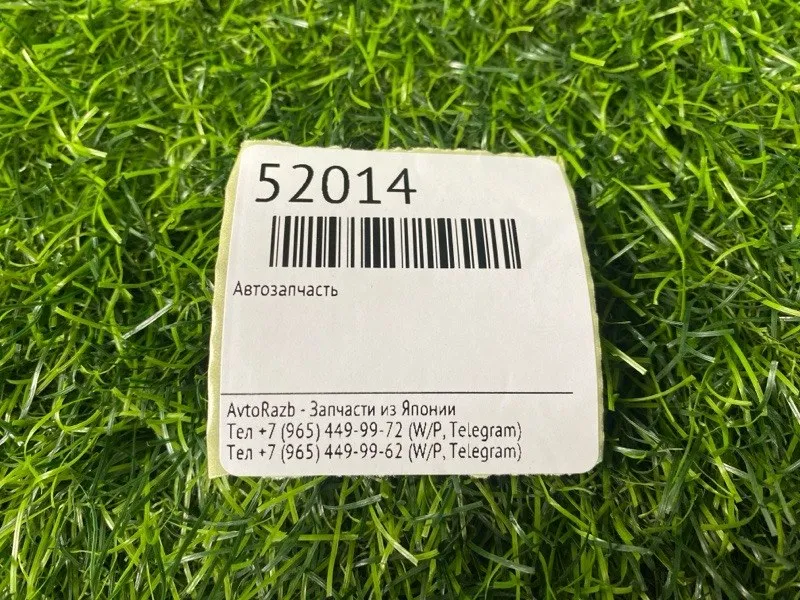 52014
Автозапчасть
AvtoRazb - Запчасти из Японии
Тел +7 (965) 449-99-72 (W/P, Telegram)
Тел +7 (965) 449-99-62 (W/P, Telegram)